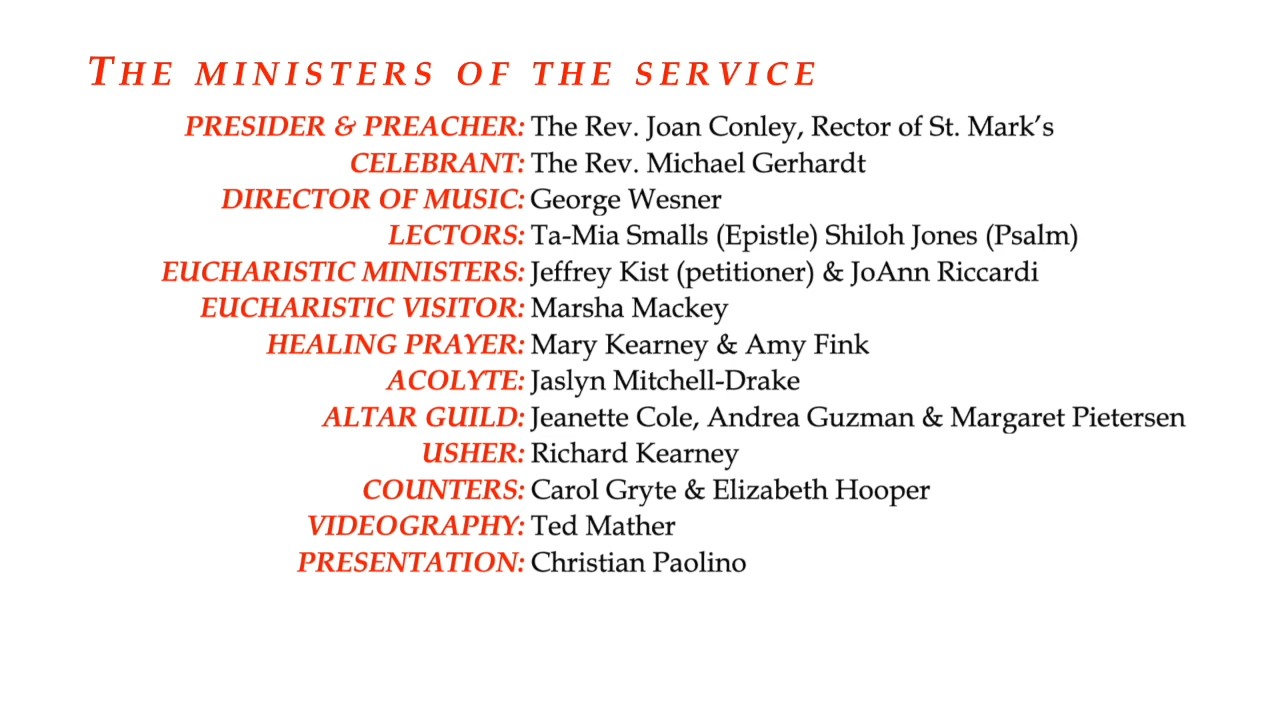 THE MINISTERS OF THE SERVICE
PRESIDER & PREACHER: The Rev. Joan Conley, Rector of St. Mark’s
CELEBRANT: The Rev. Michael Gerhardt
DIRECTOR OF MUSIC: George Wesner
LECTORS: Ta-Mia Smalls (Epistle) Shiloh Jones (Psalm)
EUCHARISTIC MINISTERS: Jeffrey Kist (petitioner) & JoAnn Riccardi
EUCHARISTIC VISITOR: Marsha Mackey
HEALING PRAYER: Mary Kearney & Amy Fink
ACOLYTE: Jaslyn Mitchell-Drake
ALTAR GUILD: Jeanette Cole, Andrea Guzman & Margaret Pietersen
USHER: Richard Kearney
COUNTERS: Carol Gryte & Elizabeth Hooper
VIDEOGRAPHY: Ted Mather
PRESENTATION: Christian Paolino